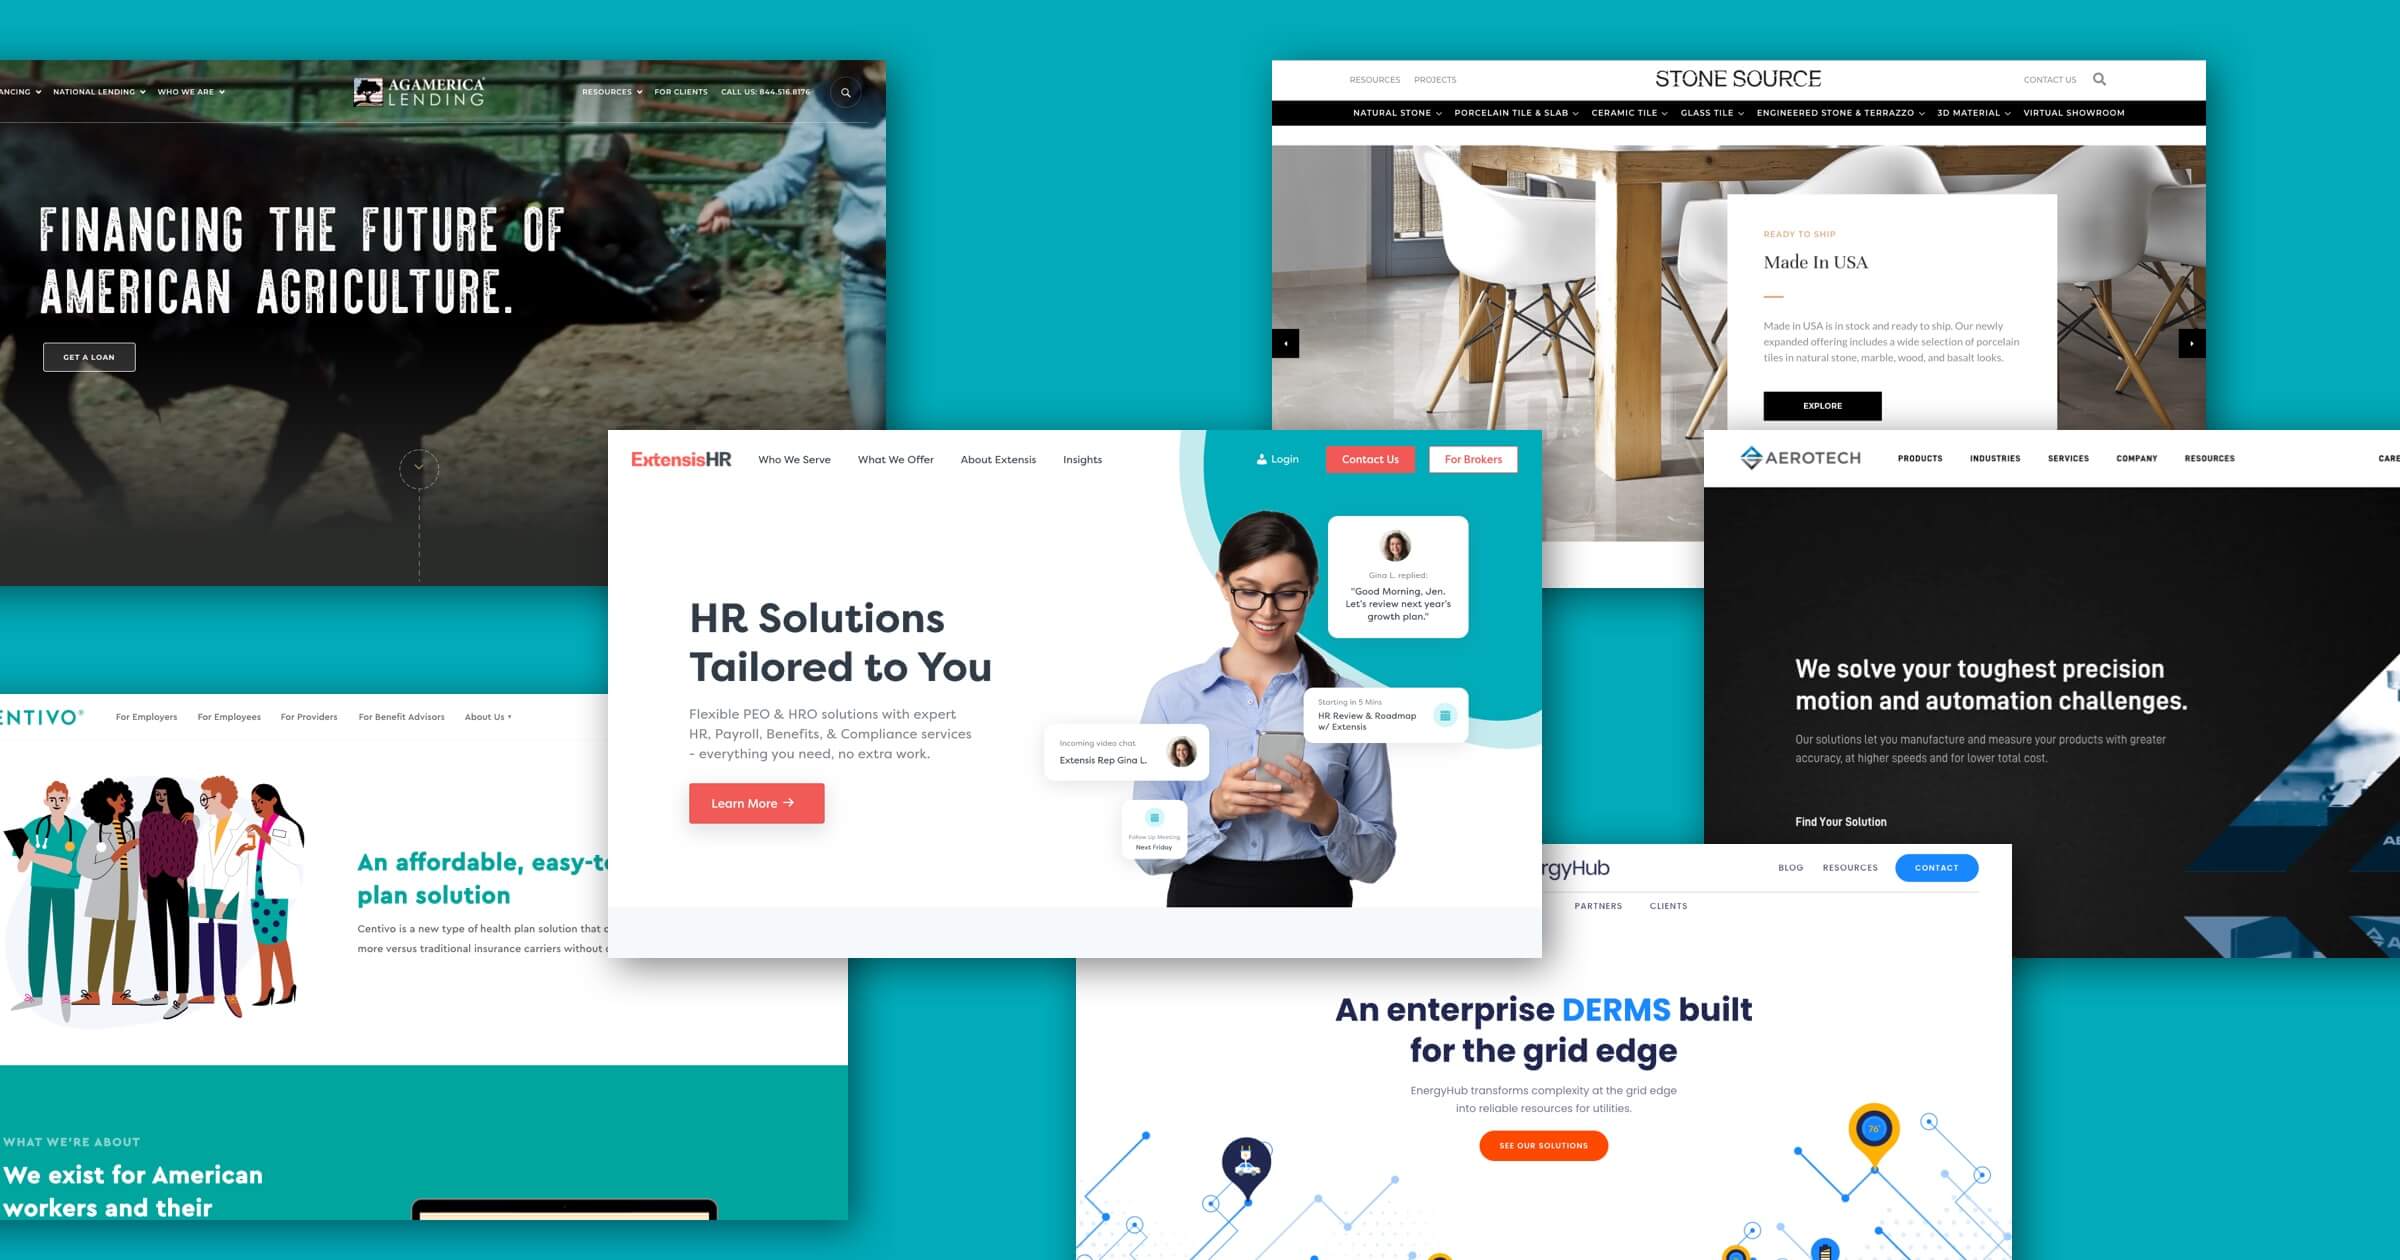 ANCING
NATIONAL LENDING
WHO WE ARE
AGAMERICA
LENDING
RESOURCES
FOR CLIENTS
CALL US: 844.516.8176
FINANCING THE FUTURE OF
AMERICAN AGRICULTURE.
GET A LOAN
RESOURCES
PROJECTS
STONE SOURCE
CONTACT US
NATURAL STONE
PORCELAIN TILE & SLAB
CERAMIC TILE
GLASS TILE
ENGINEERED STONE & TERRAZZO
3D MATERIAL
VIRTUAL SHOWROOM
READY TO SHIP
Made In USA
Made in USA is in stock and ready to ship. Our newly
expanded offering includes a wide selection of porcelain
tiles in natural stone, marble, wood, and basalt looks.
EXPLORE
ExtensisHR
Who We Serve
What We Offer
About Extensis
Insights
Login
Contact Us
For Brokers
HR Solutions
Tailored to You
Flexible PEO & HRO solutions with expert
HR, Payroll, Benefits, & Compliance services
- everything you need, no extra work.
Learn More →
Gina L. replied:
"Good Morning, Jen.
Let's review next year's
growth plan."
Starting in 5 Mins
HR Review & Roadmap
w/ Extensis
Incoming video chat
Extensis Rep Gina L.
Follow Up Meeting
Next Friday
AEROTECH
PRODUCTS
INDUSTRIES
SERVICES
COMPANY
RESOURCES
CARE
We solve your toughest precision
motion and automation challenges.
Our solutions let you manufacture and measure your products with greater
accuracy, at higher speeds and for lower total cost.
Find Your Solution
AE
AE
ENTIVO®
For Employers
For Employees
For Providers
For Benefit Advisors
About Us
An affordable, easy-t
plan solution
Centivo is a new type of health plan solution that c
more versus traditional insurance carriers without
WHAT WE'RE ABOUT
We exist for American
workers and their
rgyHub
BLOG
RESOURCES
CONTACT
PARTNERS
CLIENTS
An enterprise DERMS built
for the grid edge
EnergyHub transforms complexity at the grid edge
into reliable resources for utilities.
SEE OUR SOLUTIONS
76°